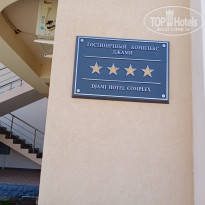 TOP HOTELS
ГОСТИНИЧНЫЙ КОМПЛЕКС
ДЖАМИ
DJAMI HOTEL COMPLEX